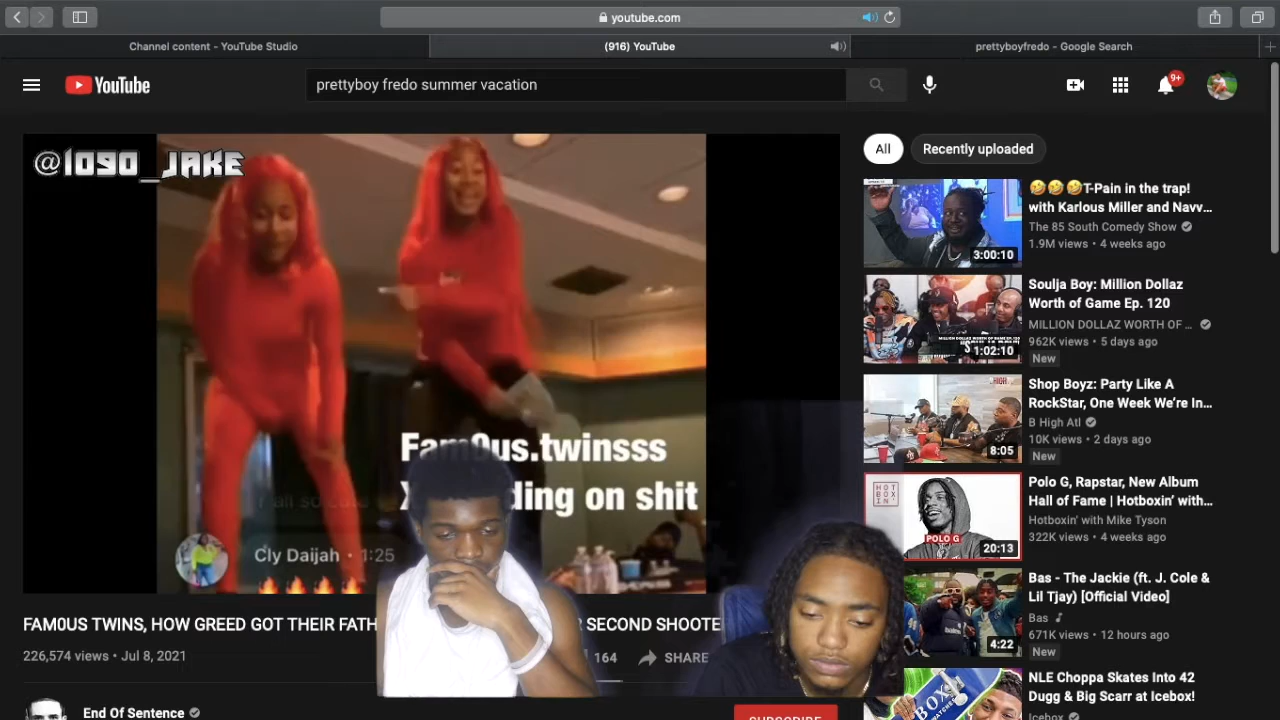 youtube.com
Channel content - YouTube Studio
(916) YouTube
prettyboyfredo - Google Search
YouTube
prettyboy fredo summer vacation
9+
@1090_JAKE
Fam0us.twinsss
ding on shit
Cly Daijah · 1:25
FAM0US TWINS, HOW GREED GOT THEIR FATH
SECOND SHOOTE
226,574 views • Jul 8, 2021
164
SHARE
End Of Sentence
SUBSCRIBE
All
Recently uploaded
🤣🤣🤣T-Pain in the trap!
with Karlous Miller and Navv...
The 85 South Comedy Show
1.9M views • 4 weeks ago
3:00:10
Soulja Boy: Million Dollaz
Worth of Game Ep. 120
MILLION DOLLAZ WORTH OF ...
962K views • 5 days ago
New
1:02:10
Shop Boyz: Party Like A
RockStar, One Week We're In...
B High Atl
10K views • 2 days ago
New
8:05
Polo G, Rapstar, New Album
Hall of Fame | Hotboxin' with...
Hotboxin' with Mike Tyson
322K views • 4 weeks ago
HOT
BOX
IN'
POLO G
20:13
Bas - The Jackie (ft. J. Cole &
Lil Tjay) [Official Video]
Bas
671K views • 12 hours ago
New
4:22
NLE Choppa Skates Into 42
Dugg & Big Scarr at Icebox!
Icebox